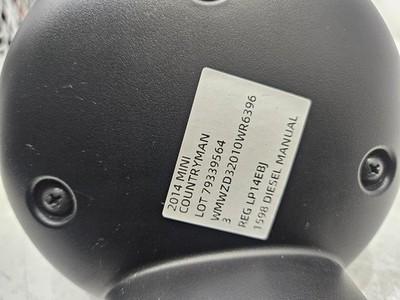 2014 MINI
COUNTRYMAN
LOT 79339564
WMWZD32010WR6396
3
REG LP14EBJ
1598 DIESEL MANUAL